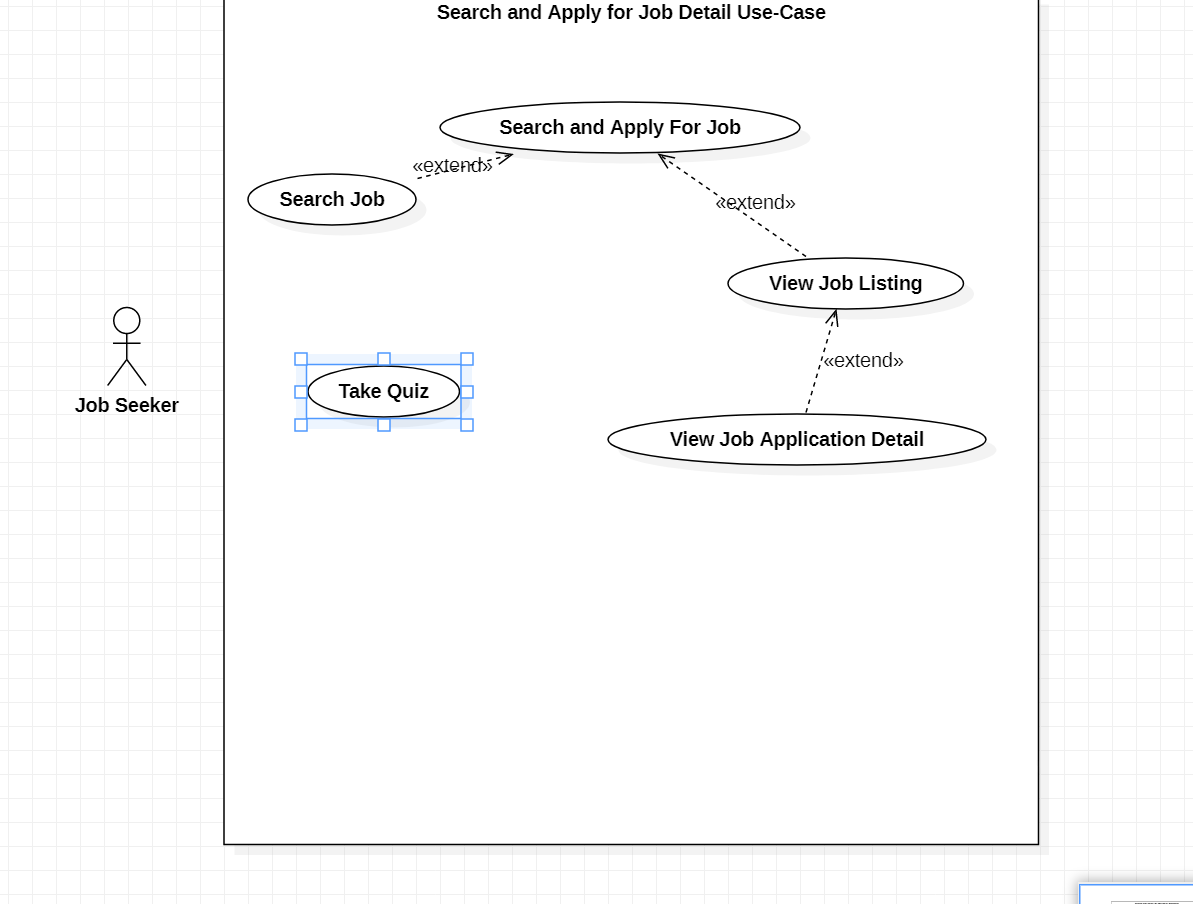 Search and Apply for Job Detail Use-Case
Search and Apply For Job
«extend»
Search Job
«extend»
View Job Listing
«extend»
Take Quiz
Job Seeker
View Job Application Detail